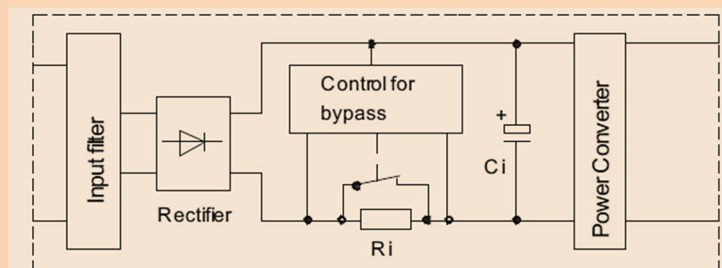 Input filter
Rectifier
Control for
bypass
Ri
+
Ci
Power Converter